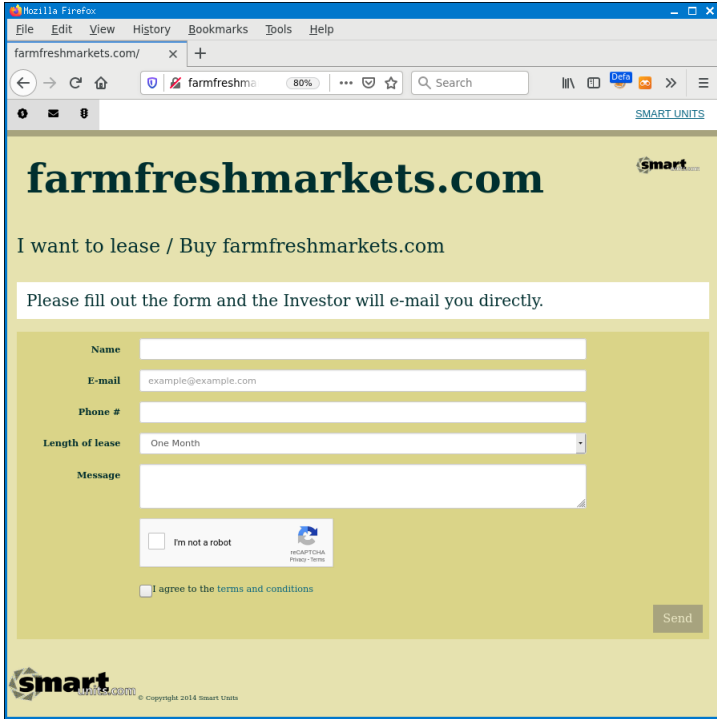 Mozilla Firefox
File Edit View History Bookmarks Tools Help
farmfreshmarkets.com/
farmfreshma 80% Search Defa
SMART UNITS
farmfreshmarkets.com
smart
I want to lease / Buy farmfreshmarkets.com
Please fill out the form and the Investor will e-mail you directly.
Name
E-mail example@example.com
Phone #
Length of lease One Month
Message
I'm not a robot
reCAPTCHA
Privacy - Terms
I agree to the terms and conditions
Send
smart
units.com
© Copyright 2014 Smart Units